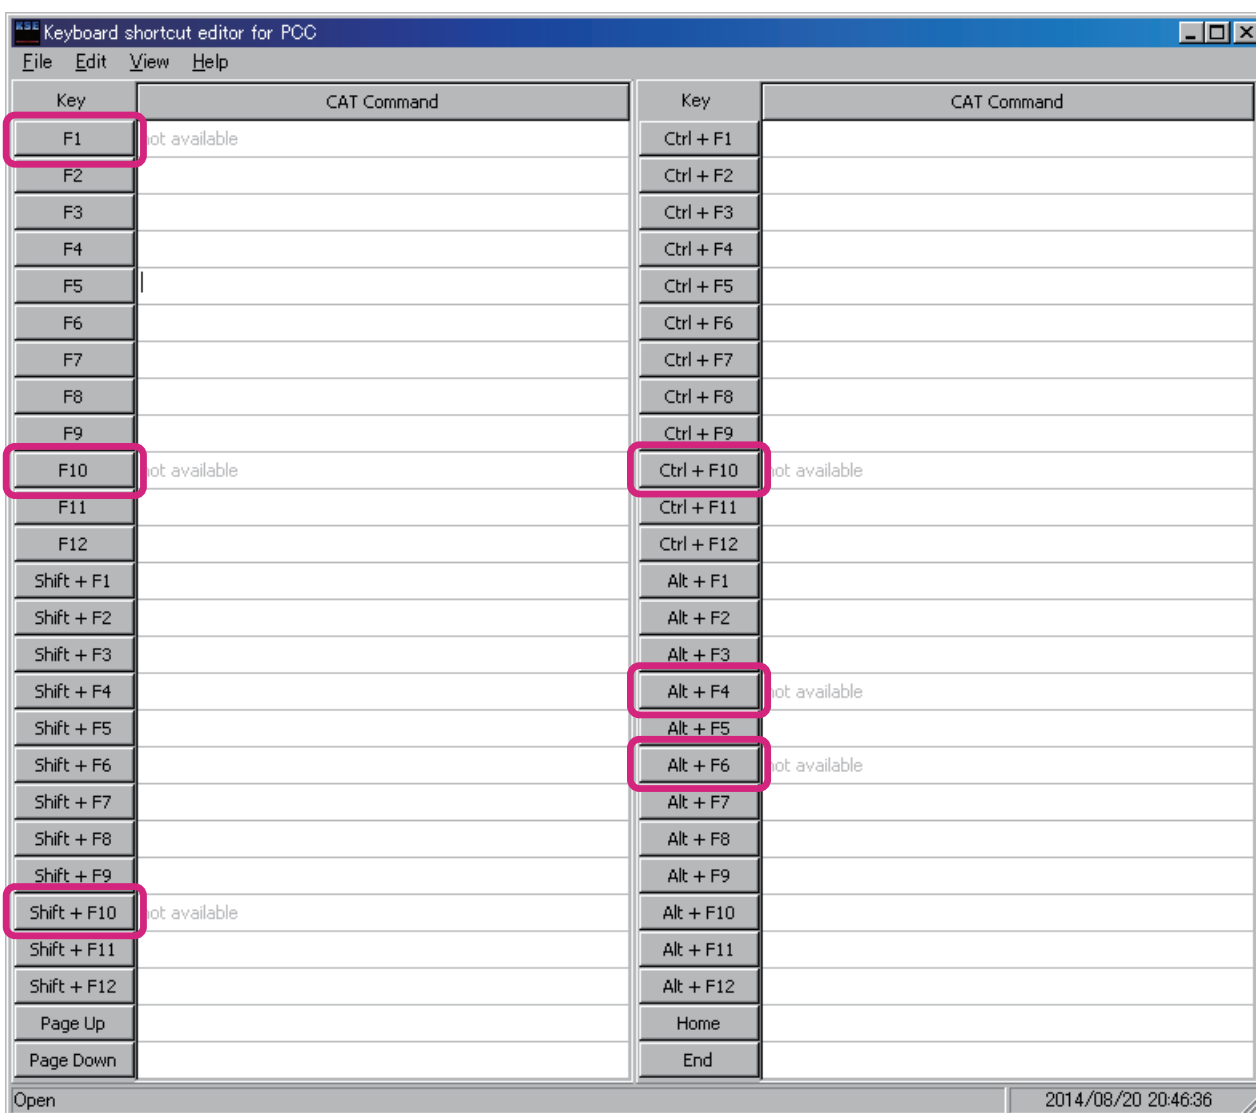 KSE Keyboard shortcut editor for PCC
File Edit View Help
Key CAT Command Key CAT Command
F1 not available Ctrl + F1
F2 Ctrl + F2
F3 Ctrl + F3
F4 Ctrl + F4
F5 Ctrl + F5
F6 Ctrl + F6
F7 Ctrl + F7
F8 Ctrl + F8
F9 Ctrl + F9
F10 not available Ctrl + F10 not available
F11 Ctrl + F11
F12 Ctrl + F12
Shift + F1 Alt + F1
Shift + F2 Alt + F2
Shift + F3 Alt + F3
Shift + F4 Alt + F4 not available
Shift + F5 Alt + F5
Shift + F6 Alt + F6 not available
Shift + F7 Alt + F7
Shift + F8 Alt + F8
Shift + F9 Alt + F9
Shift + F10 not available Alt + F10
Shift + F11 Alt + F11
Shift + F12 Alt + F12
Page Up Home
Page Down End
Open 2014/08/20 20:46:36